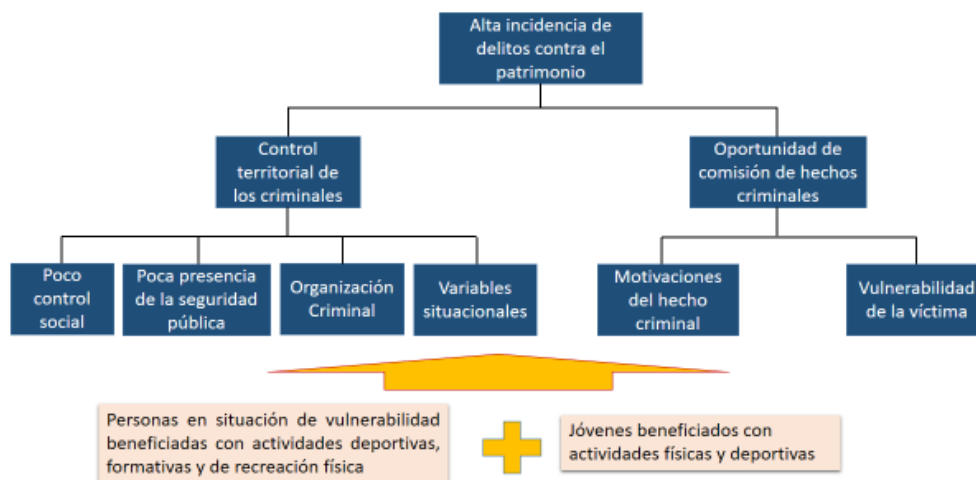 Alta incidencia de
delitos contra el
patrimonio
Control
territorial de
los criminales
Oportunidad de
comisión de hechos
criminales
Poco
control
social
Poca presencia
de la seguridad
pública
Organización
Criminal
Variables
situacionales
Motivaciones
del hecho
criminal
Vulnerabilidad
de la víctima
Personas en situación de vulnerabilidad
beneficiadas con actividades deportivas,
formativas y de recreación física
Jóvenes beneficiados con
actividades físicas y deportivas